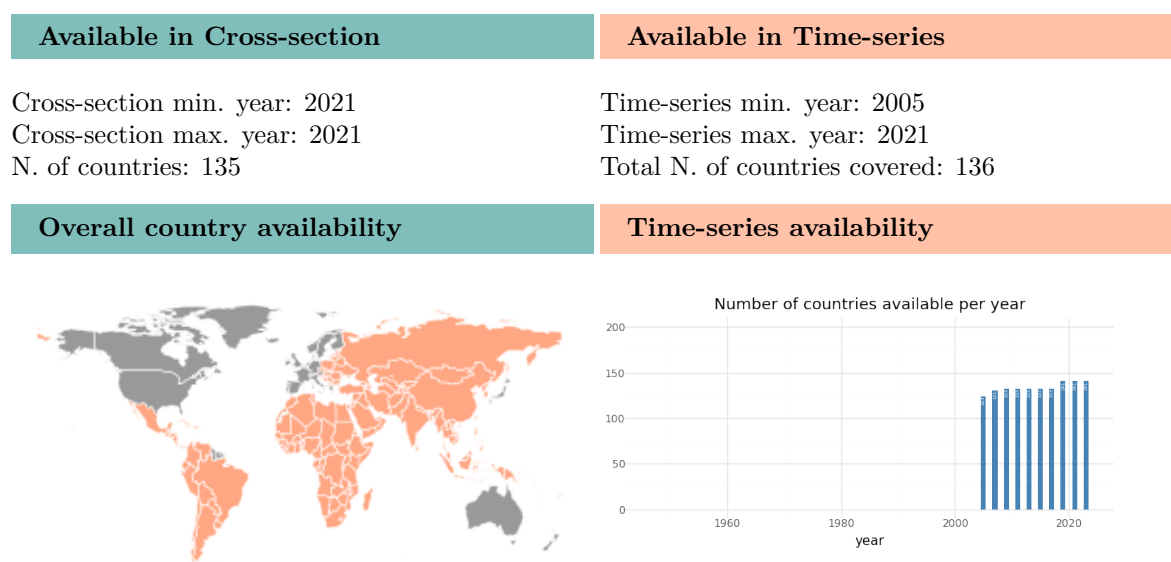 Available in Cross-section
Available in Time-series
Cross-section min. year: 2021
Cross-section max. year: 2021
N. of countries: 135
Time-series min. year: 2005
Time-series max. year: 2021
Total N. of countries covered: 136
Overall country availability
Time-series availability
Number of countries available per year
200
150
100
50
0
1960
1980
2000
2020
year